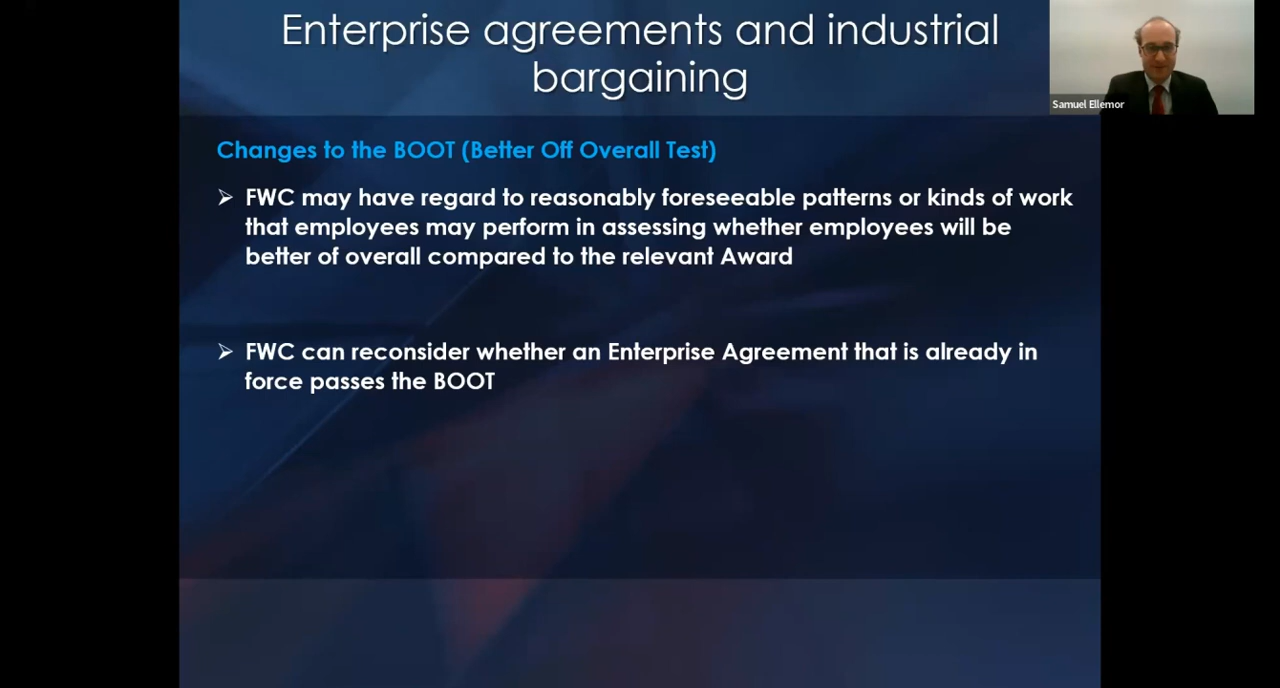 Enterprise agreements and industrial
bargaining
Samuel Ellemor
Changes to the BOOT (Better Off Overall Test)
FWC may have regard to reasonably foreseeable patterns or kinds of work
that employees may perform in assessing whether employees will be
better of overall compared to the relevant Award
FWC can reconsider whether an Enterprise Agreement that is already in
force passes the BOOT